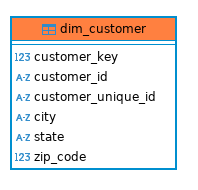 dim_customer
123 customer_key
A-Z customer_id
A-Z customer_unique_id
A-Z city
A-Z state
123 zip_code